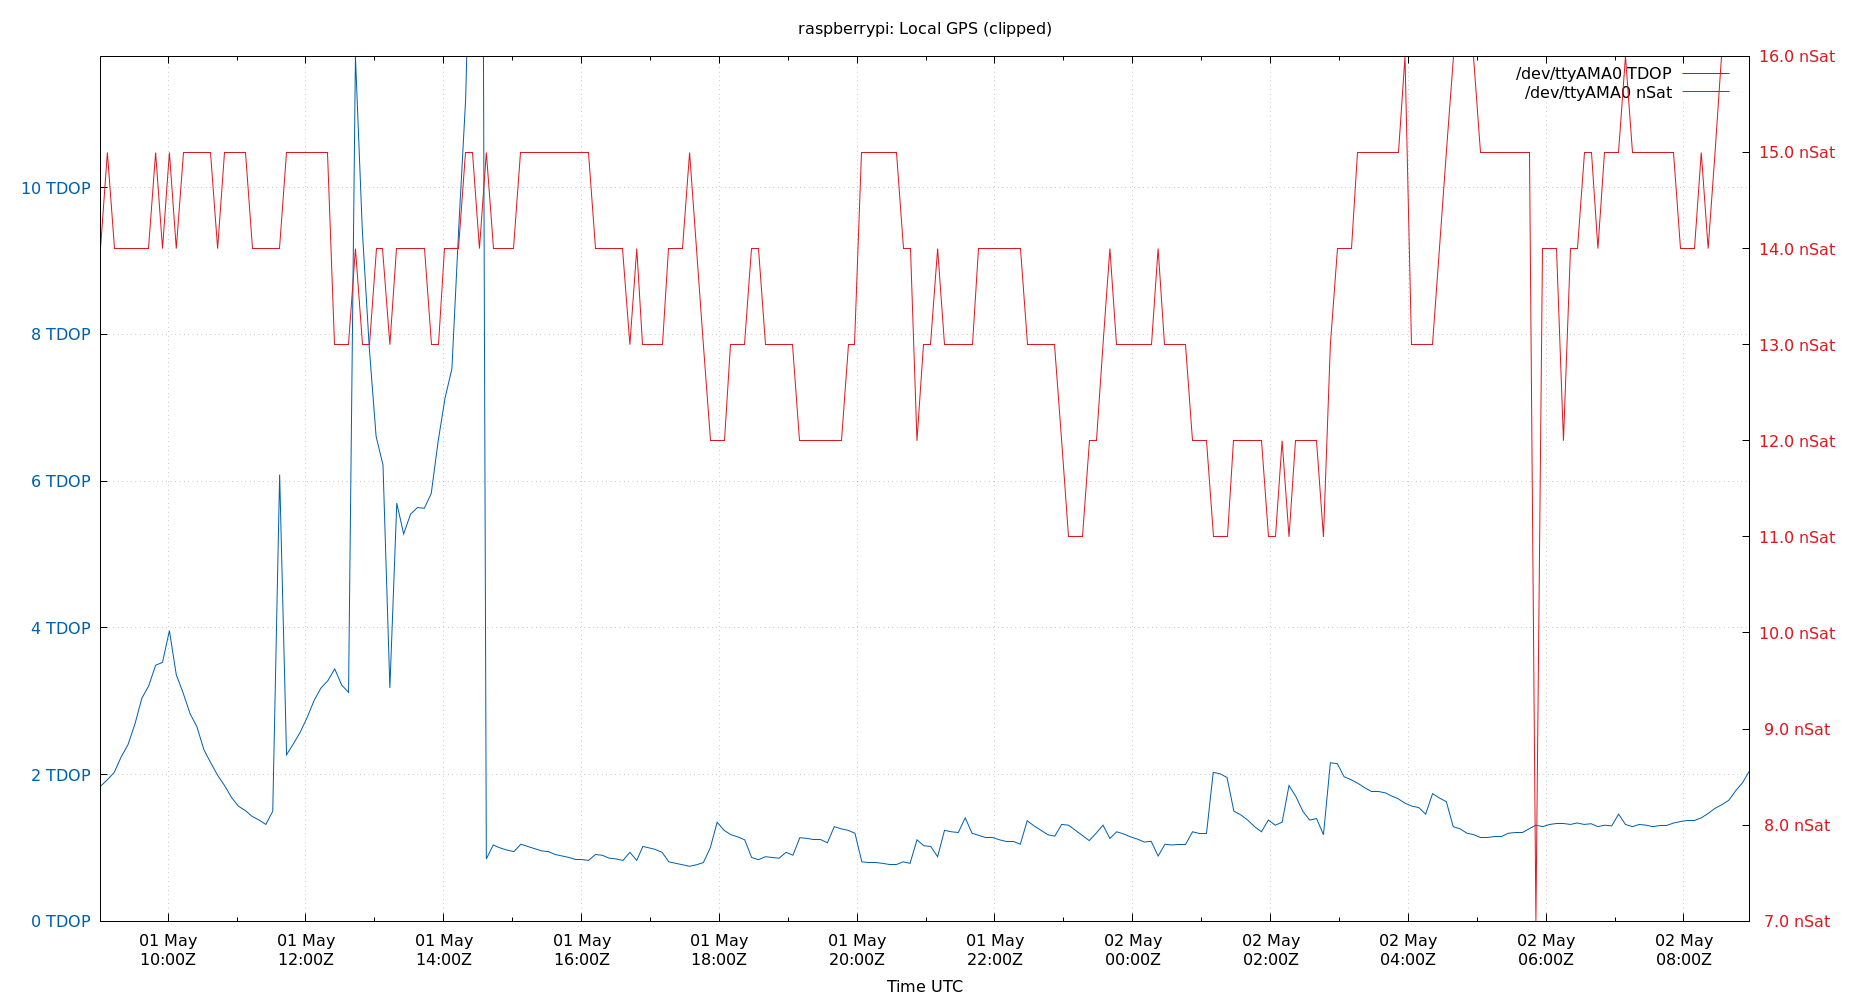 raspberrypi: Local GPS (clipped)
/dev/ttyAMA0 TDOP
/dev/ttyAMA0 nSat
10 TDOP
8 TDOP
6 TDOP
4 TDOP
2 TDOP
0 TDOP
16.0 nSat
15.0 nSat
14.0 nSat
13.0 nSat
12.0 nSat
11.0 nSat
10.0 nSat
9.0 nSat
8.0 nSat
7.0 nSat
01 May
10:00Z
01 May
12:00Z
01 May
14:00Z
01 May
16:00Z
01 May
18:00Z
01 May
20:00Z
01 May
22:00Z
02 May
00:00Z
02 May
02:00Z
02 May
04:00Z
02 May
06:00Z
02 May
08:00Z
Time UTC